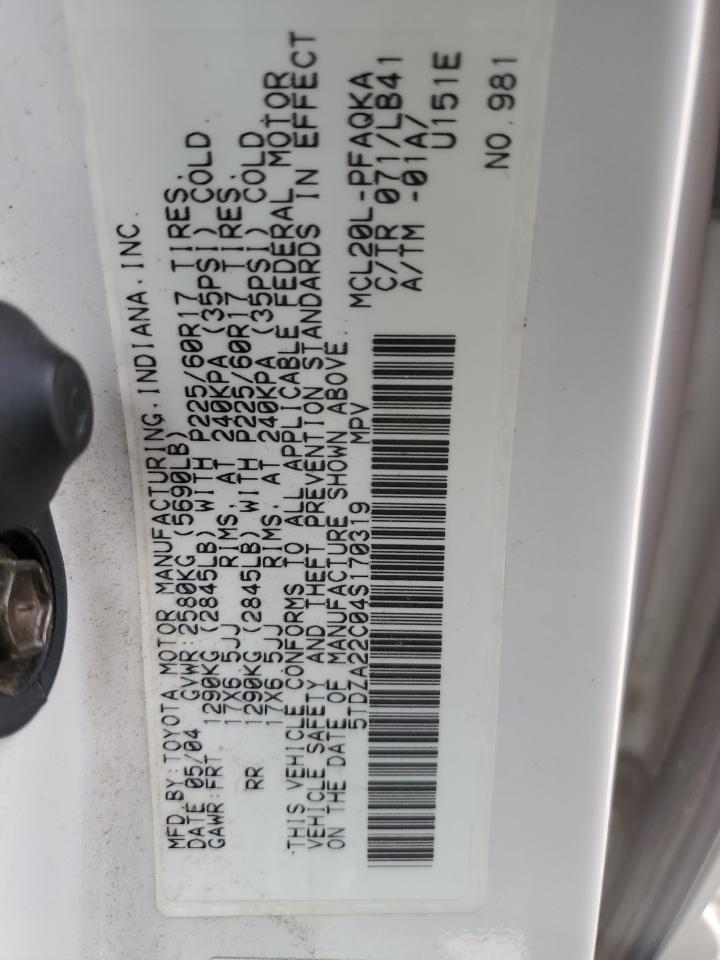 MFD.BY:TOYOTA MOTOR MANUFACTURING,INDIANA,INC.
DATE 05/04 GVWR:2580KG(5690LB)
GAWR:FRT 1290KG (2845LB) WITH P225/60R17 TIRES.
17X6.5JJ RIMS, AT 240KPA (35PSI) COLD.
RR 1290KG (2845LB) WITH P225/60R17 TIRES.
17X6.5JJ RIMS, AT 240KPA (35PSI) COLD
THIS VEHICLE CONFORMS TO ALL APPLICABLE FEDERAL MOTOR
VEHICLE SAFETY AND THEFT PREVENTION STANDARDS IN EFFECT
ON THE DATE OF MANUFACTURE SHOWN ABOVE.
5TDZA22C04S170319 MPV
MCL20L-PFAQKA
C/TR 071/LB41
A/TM -01A/
U151E
NO.981